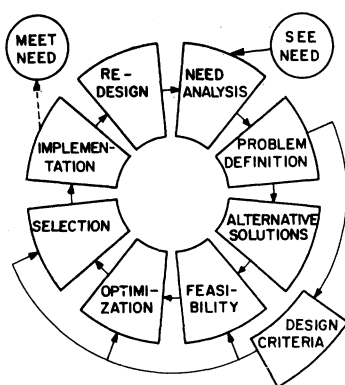 MEET
NEED
SEE
NEED
RE-
DESIGN
NEED
ANALYSIS
PROBLEM
DEFINITION
ALTERNATIVE
SOLUTIONS
FEASI-
BILITY
OPTIMI-
ZATION
SELECTION
IMPLEMEN-
TATION
DESIGN
CRITERIA